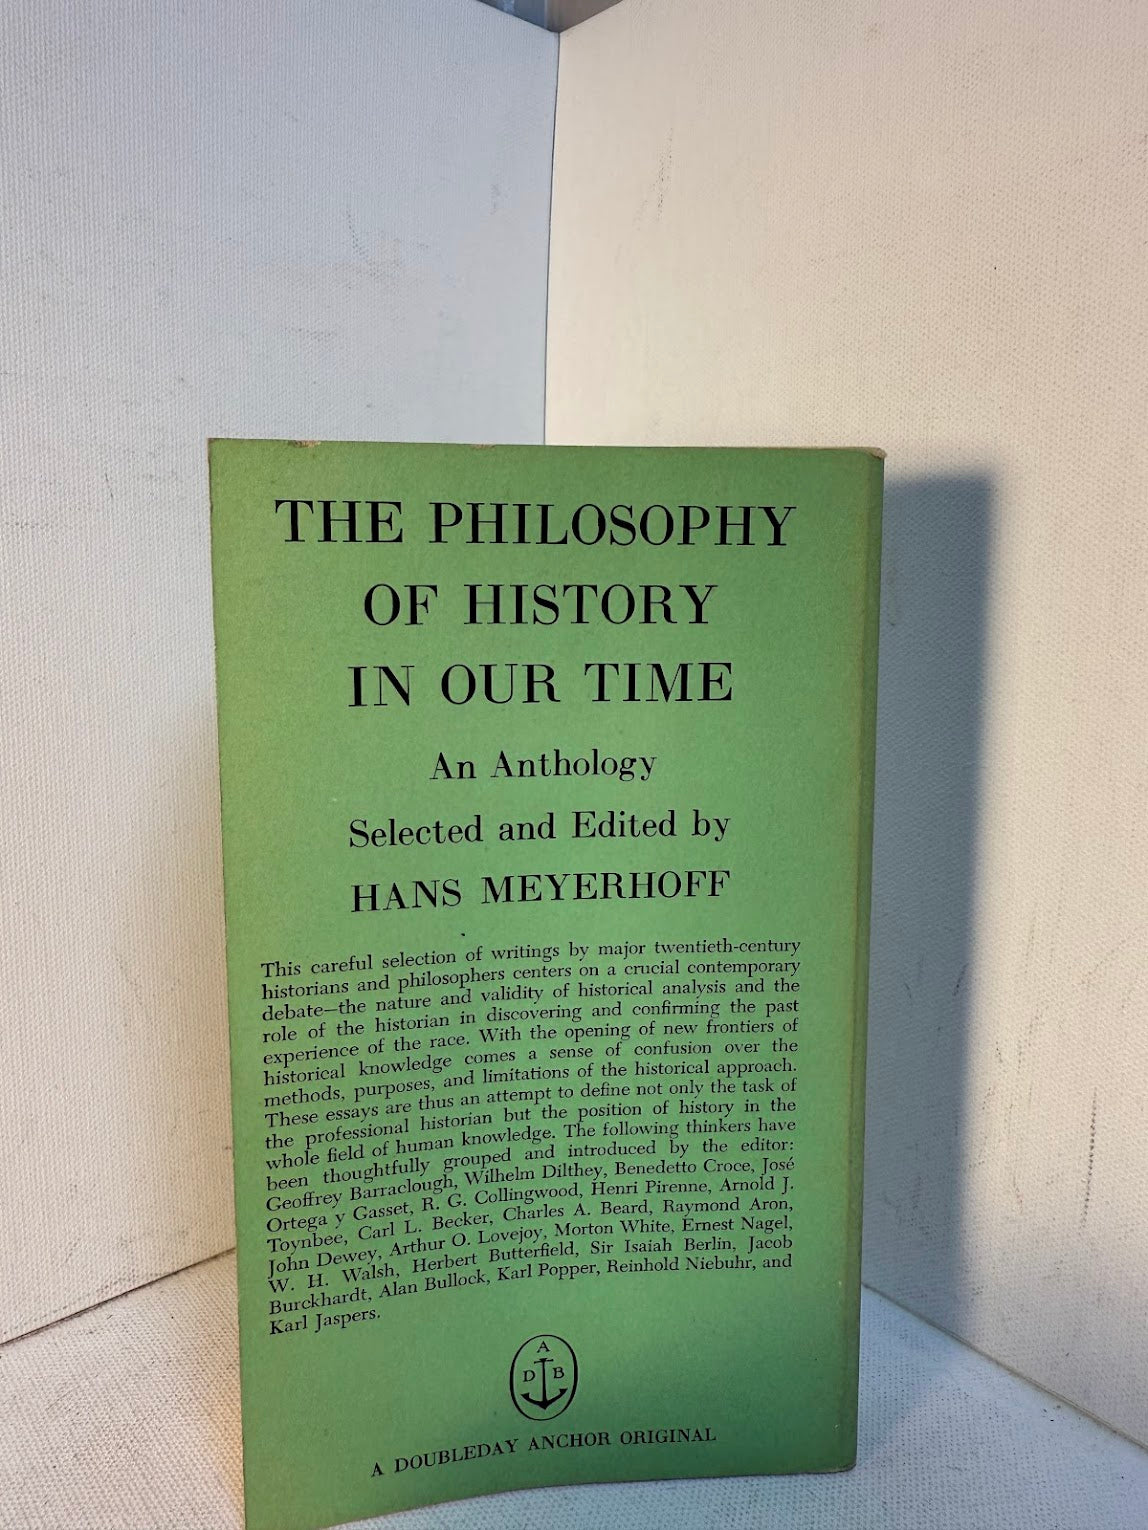 THE PHILOSOPHY
OF HISTORY
IN OUR TIME
An Anthology
Selected and Edited by
HANS MEYERHOFF
This careful selection of writings by major twentieth-century
historians and philosophers centers on a crucial contemporary
debate—the nature and validity of historical analysis and the
role of the historian in discovering and confirming the past
experience of the race. With the opening of new frontiers of
historical knowledge comes a sense of confusion over the
methods, purposes, and limitations of the historical approach.
These essays are thus an attempt to define not only the task of
the professional historian but the position of history in the
whole field of human knowledge. The following thinkers have
been thoughtfully grouped and introduced by the editor:
Geoffrey Barraclough, Wilhelm Dilthey, Benedetto Croce, José
Ortega y Gasset, R. G. Collingwood, Henri Pirenne, Arnold J.
Toynbee, Carl L. Becker, Charles A. Beard, Raymond Aron,
John Dewey, Arthur O. Lovejoy, Morton White, Ernest Nagel,
W. H. Walsh, Herbert Butterfield, Sir Isaiah Berlin, Jacob
Burckhardt, Alan Bullock, Karl Popper, Reinhold Niebuhr, and
Karl Jaspers.
A
D B
A DOUBLEDAY ANCHOR ORIGINAL